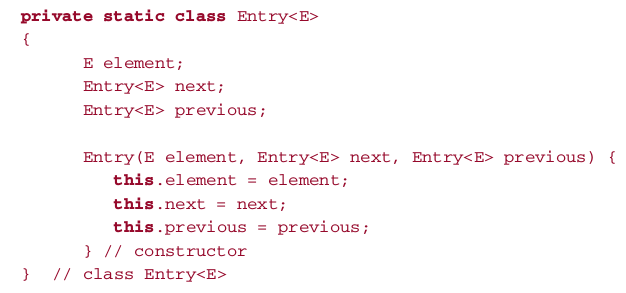 private static class Entry<E>
{
E element;
Entry<E> next;
Entry<E> previous;
Entry(E element, Entry<E> next, Entry<E> previous) {
this.element = element;
this.next = next;
this.previous = previous;
} // constructor
} // class Entry<E>